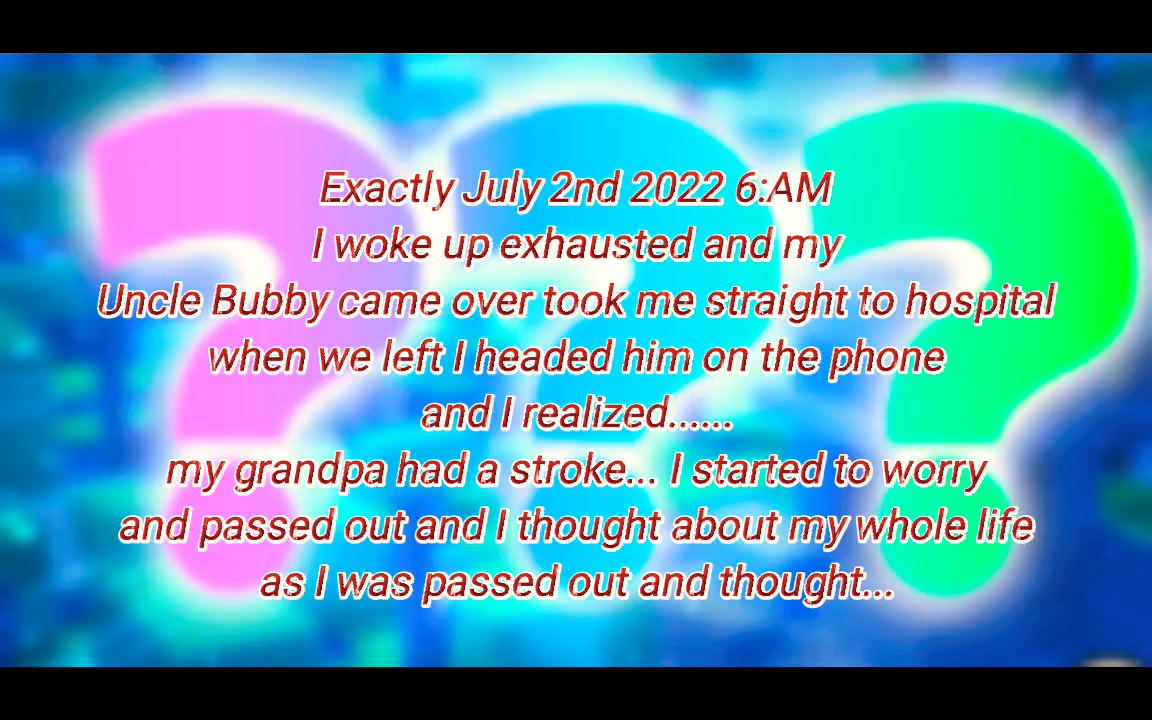 Exactly July 2nd 2022 6:AM
I woke up exhausted and my
Uncle Bubby came over took me straight to hospital
when we left I headed him on the phone
and I realized......
my grandpa had a stroke... I started to worry
and passed out and I thought about my whole life
as I was passed out and thought...